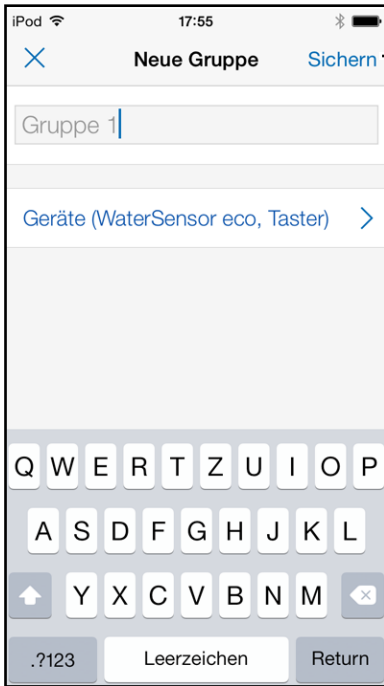 iPod 17:55
Neue Gruppe Sichern
Gruppe 1
Geräte (WaterSensor eco, Taster)
Q W E R T Z U I O P
A S D F G H J K L
Y X C V B N M
.?123 Leerzeichen Return